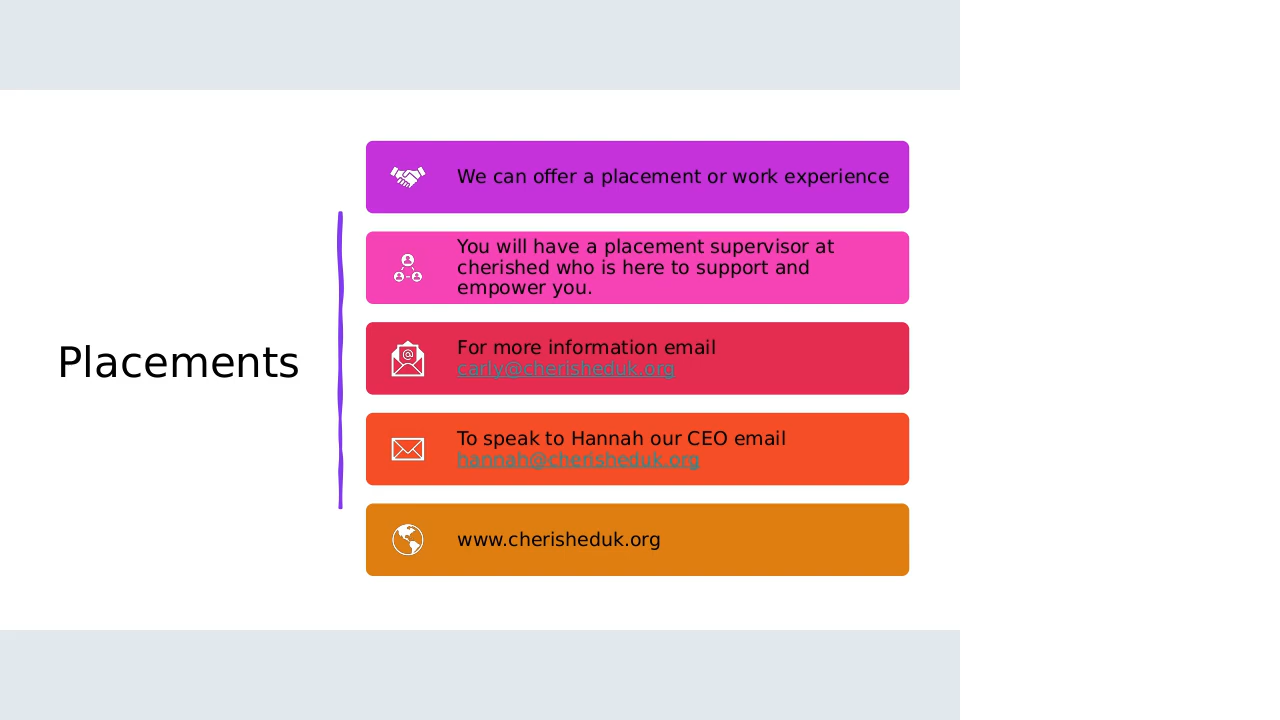 Placements
We can offer a placement or work experience
You will have a placement supervisor at
cherished who is here to support and
empower you.
For more information email
carly@cherisheduk.org
To speak to Hannah our CEO email
hannah@cherisheduk.org
www.cherisheduk.org